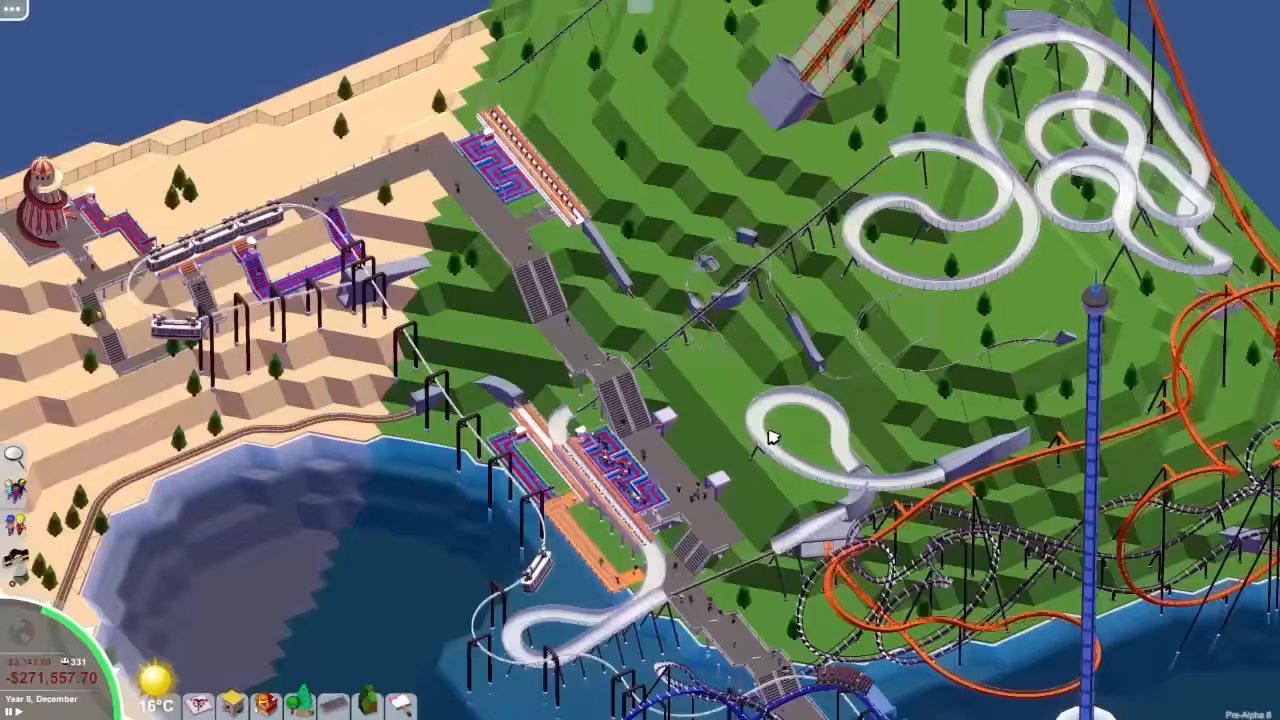 331
-$271,557.70
Year 5, December
16°C
Pre-Alpha 8